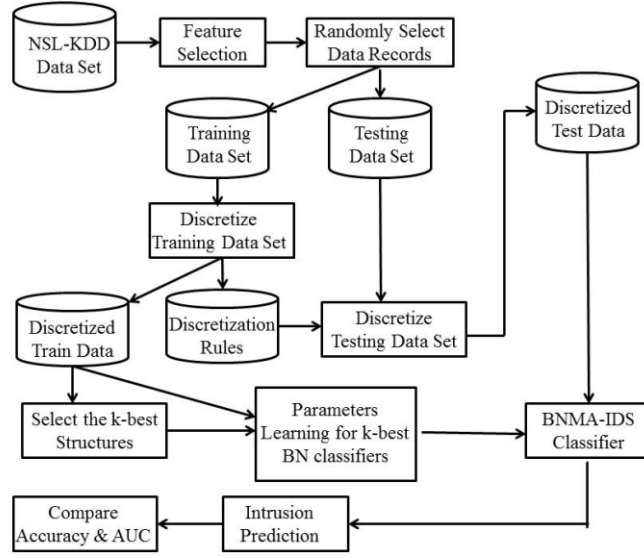 NSL-KDD
Data Set
Feature
Selection
Randomly Select
Data Records
Training
Data Set
Testing
Data Set
Discretized
Test Data
Discretize
Training Data Set
Discretized
Train Data
Discretization
Rules
Discretize
Testing Data Set
Select the k-best
Structures
Parameters
Learning for k-best
BN classifiers
BNMA-IDS
Classifier
Compare
Accuracy & AUC
Intrusion
Prediction